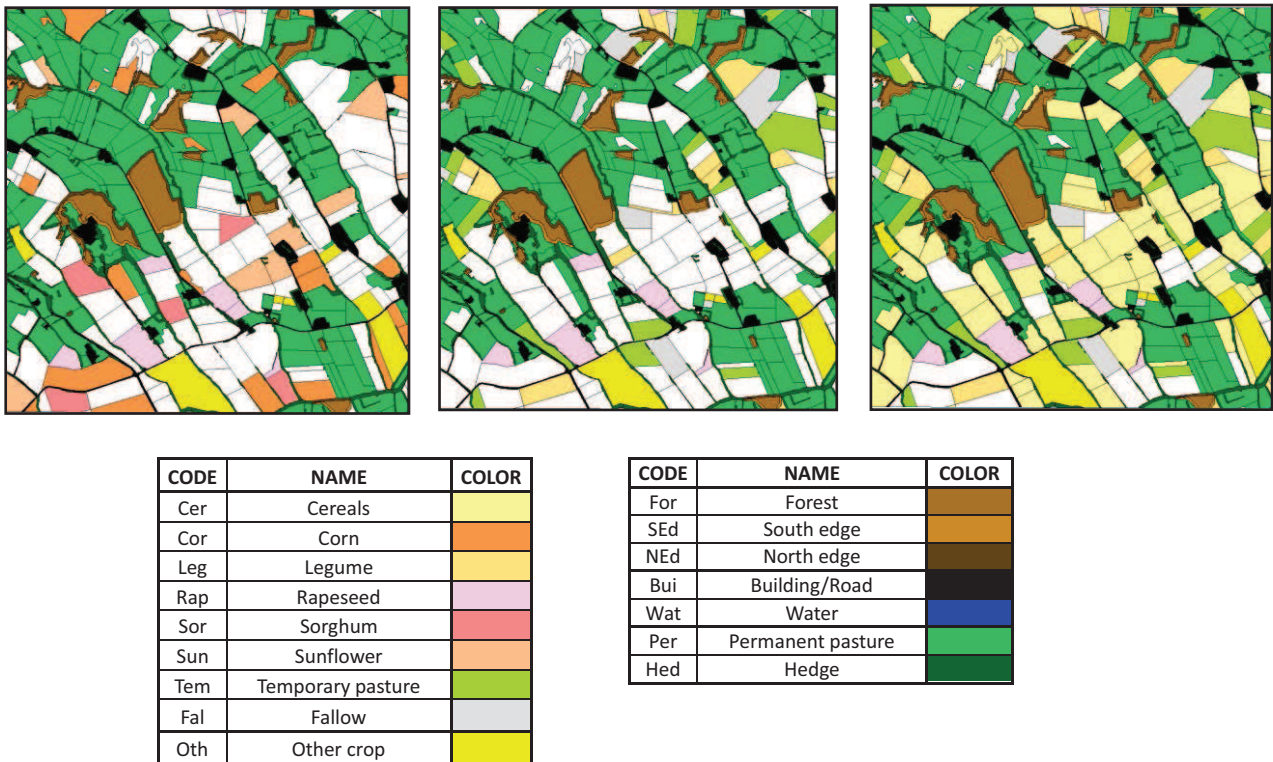 CODE NAME COLOR
Cer Cereals
Cor Corn
Leg Legume
Rap Rapeseed
Sor Sorghum
Sun Sunflower
Tem Temporary pasture
Fal Fallow
Oth Other crop
CODE NAME COLOR
For Forest
SEd South edge
NEd North edge
Bui Building/Road
Wat Water
Per Permanent pasture
Hed Hedge